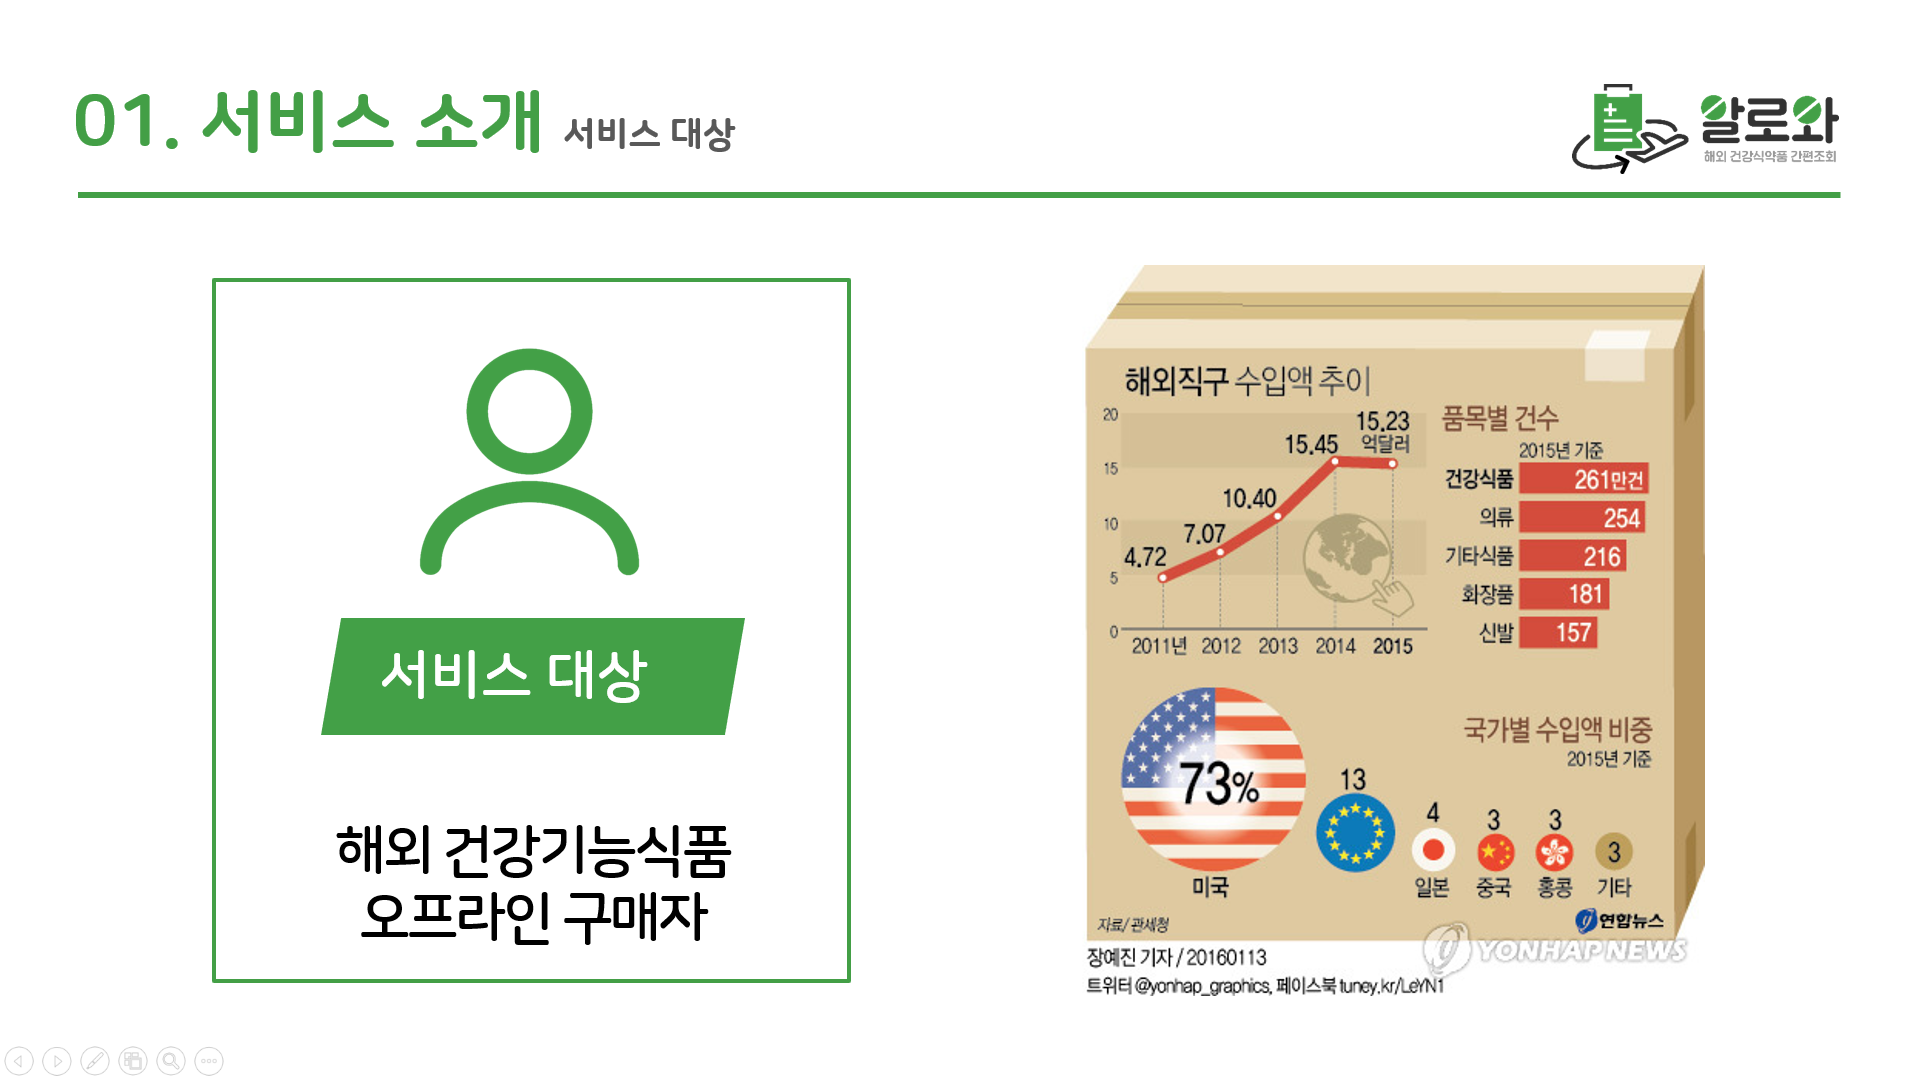 01. 서비스 소개 서비스 대상
알로와
해외 건강식약품 간편조회
서비스 대상
해외 건강기능식품
오프라인 구매자
해외직구 수입액 추이
20
15
10
5
0
4.72
7.07
10.40
15.45
15.23
억달러
2011년 2012 2013 2014 2015
품목별 건수
2015년 기준
건강식품 261만건
의류 254
기타식품 216
화장품 181
신발 157
국가별 수입액 비중
2015년 기준
73%
미국
13
4
일본
3
중국
3
홍콩
3
기타
자료/관세청
연합뉴스
YONHAP NEWS
장예진 기자 / 20160113
트위터 @yonhap_graphics, 페이스북 tuney.kr/LeYN1